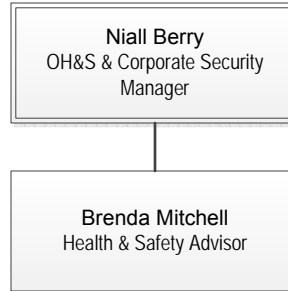 Niall Berry
OH&S & Corporate Security
Manager
Brenda Mitchell
Health & Safety Advisor